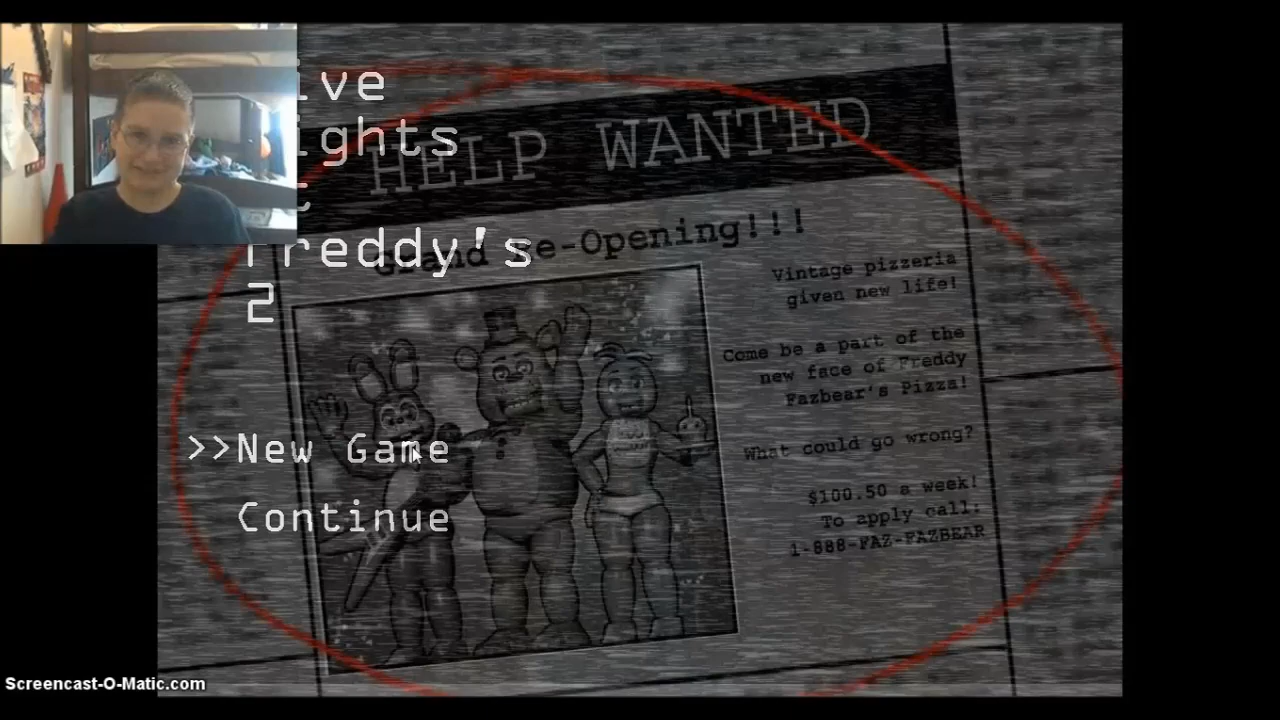 ive
ights
Freddy's
2
HELP WANTED
Grand Re-Opening!!!
Vintage pizzeria
given new life!
Come be a part of the
new face of Freddy
Fazbear's Pizza!
What could go wrong?
$100.50 a week!
To apply call:
1-888-FAZ-FAZBEAR
>>New Game
Continue
Screencast-O-Matic.com